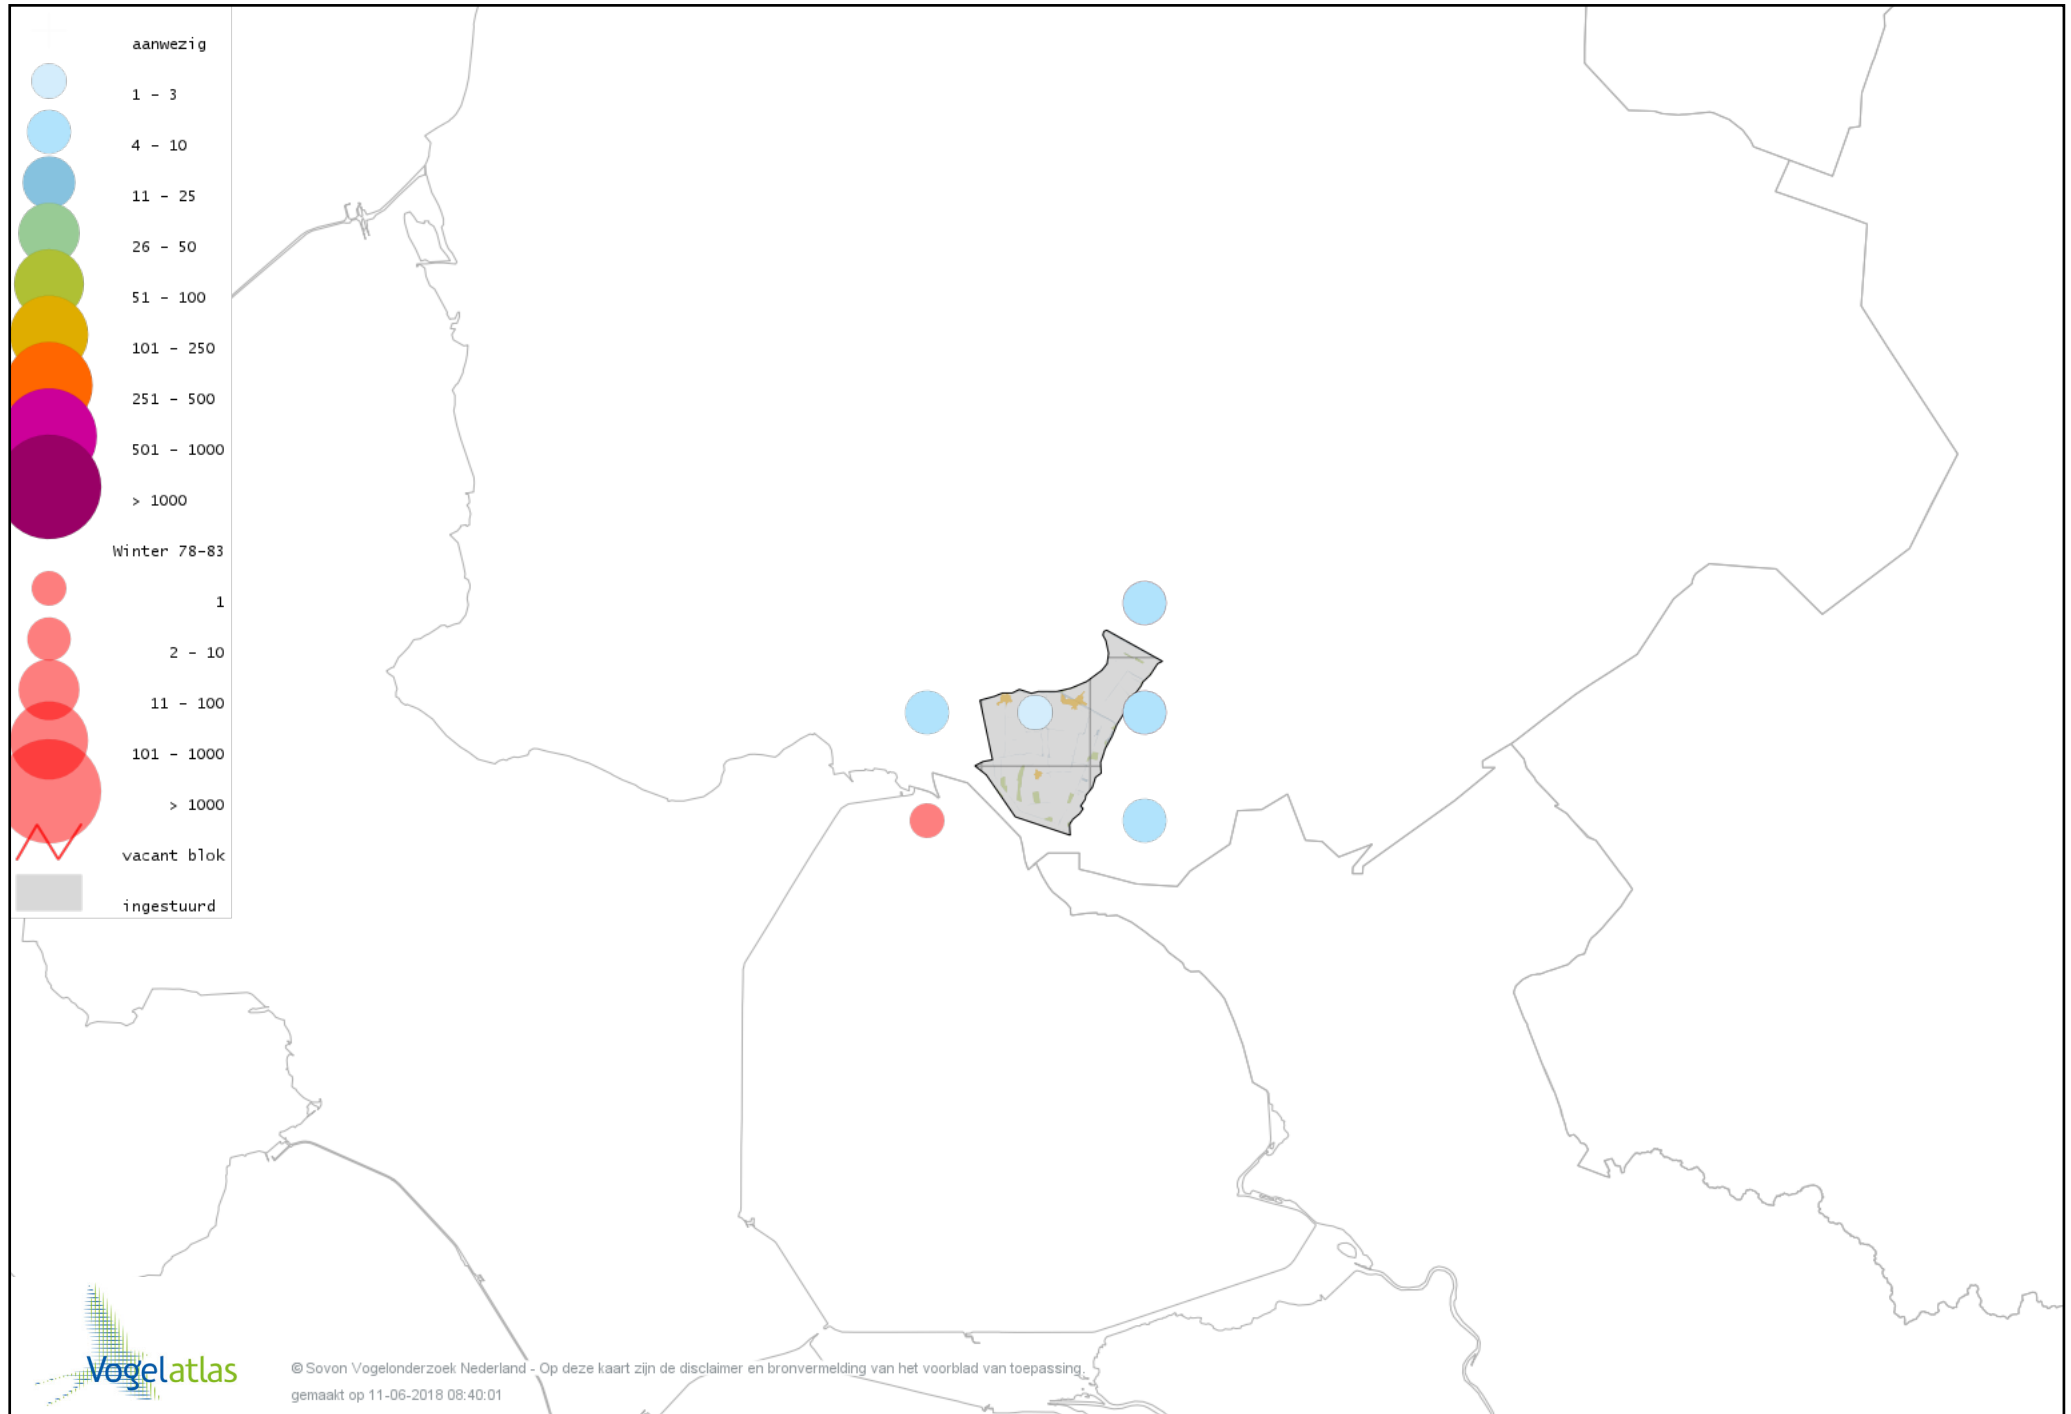 aanwezig
1 - 3
4 - 10
11 - 25
26 - 50
51 - 100
101 - 250
251 - 500
501 - 1000
> 1000
Winter 78-83
1
2 - 10
11 - 100
101 - 1000
> 1000
vacant blok
ingestuurd
Vogelatlas
© Sovon Vogelonderzoek Nederland - Op deze kaart zijn de disclaimer en bronvermelding van het voorblad van toepassing.
gemaakt op 11-06-2018 08:40:01